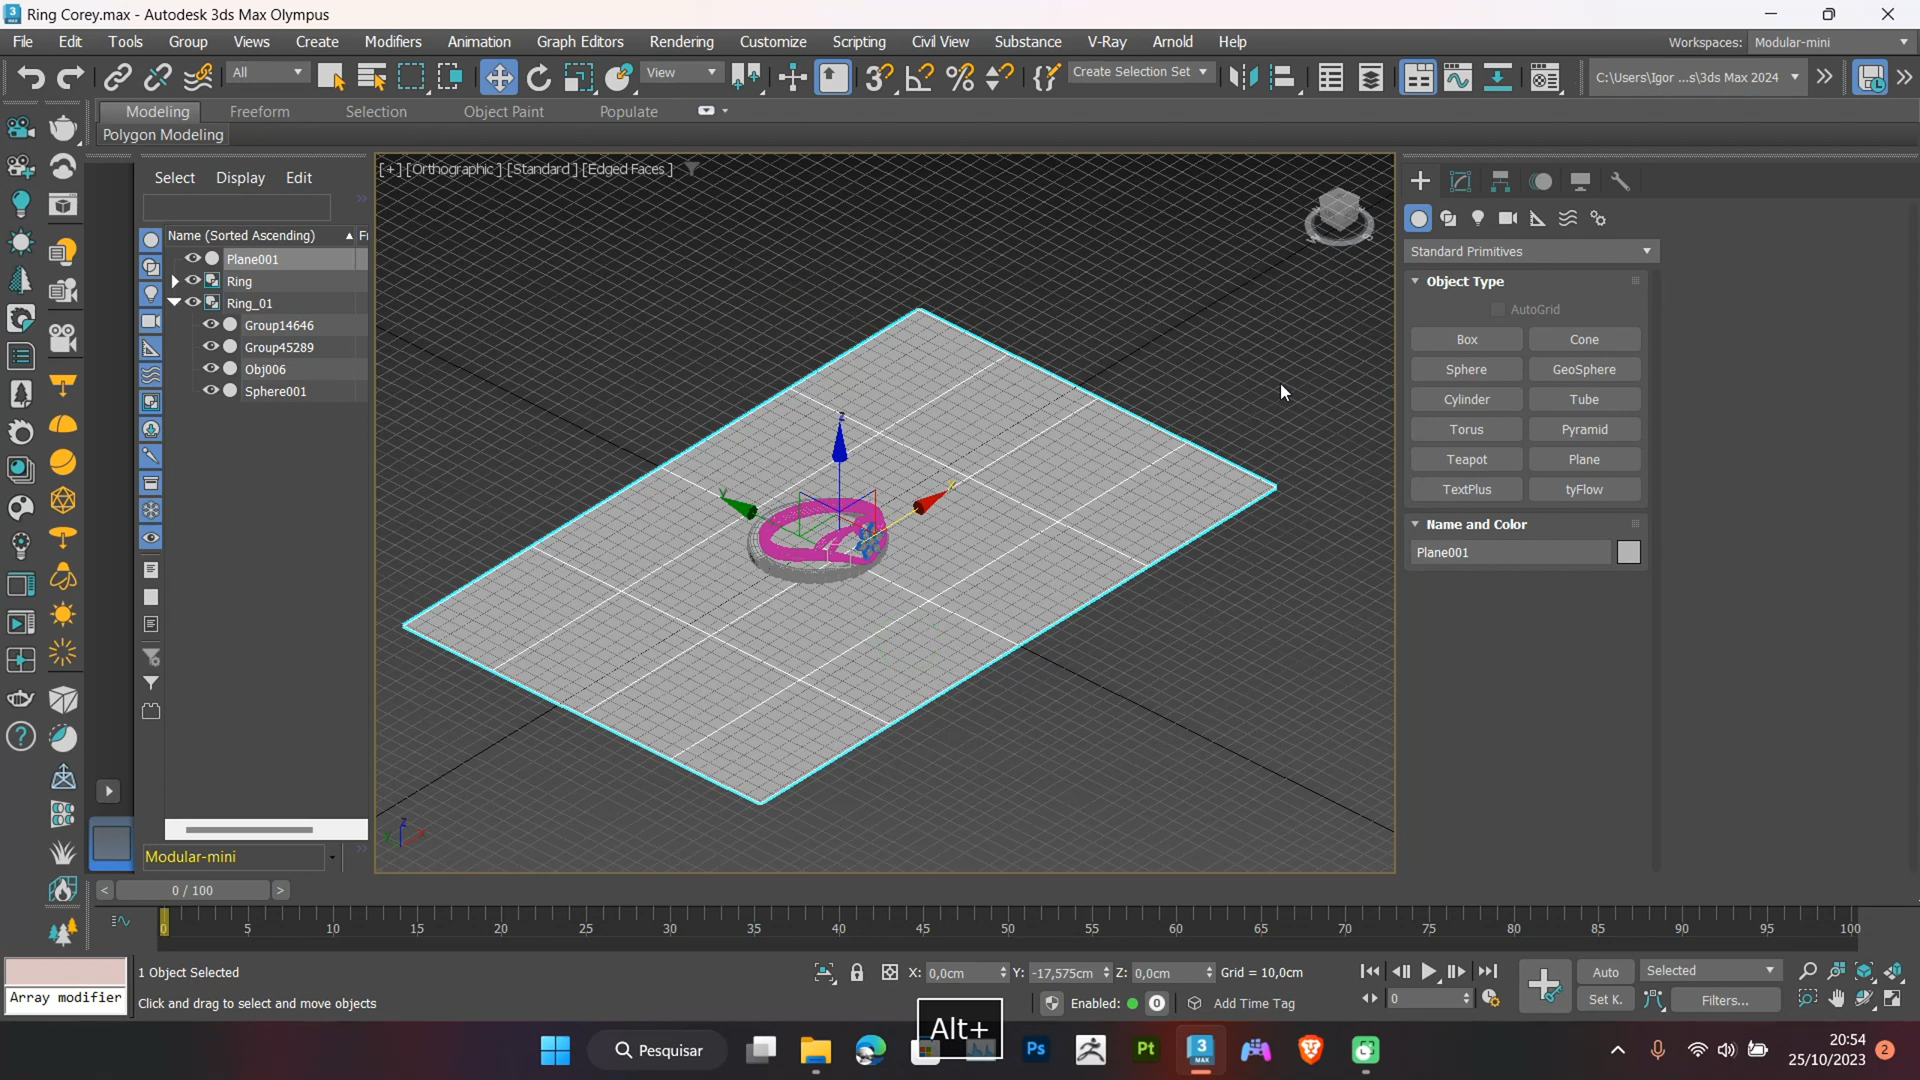 Ring Corey.max - Autodesk 3ds Max Olympus
File Edit Tools Group Views Create Modifiers Animation Graph Editors Rendering Customize Scripting Civil View Substance V-Ray Arnold Help
Workspaces: Modular-mini
All
View
Create Selection Set
C:\Users\Igor ...s\3ds Max 2024
Modeling Freeform Selection Object Paint Populate
Polygon Modeling
Select Display Edit
[+] [Orthographic ] [Standard ] [Edged Faces ]
Name (Sorted Ascending)
Plane001
Ring
Ring_01
Group14646
Group45289
Obj006
Sphere001
z
y
x
Standard Primitives
Object Type
AutoGrid
Box Cone
Sphere GeoSphere
Cylinder Tube
Torus Pyramid
Teapot Plane
TextPlus tyFlow
Name and Color
Plane001
Modular-mini
< 0 / 100 >
0 5 10 15 20 25 30 35 40 45 50 55 60 65 70 75 80 85 90 95 100
1 Object Selected
X: 0,0cm Y: -17,575cm Z: 0,0cm Grid = 10,0cm
Auto Selected
Array modifier
Click and drag to select and move objects
Enabled: 0 Add Time Tag
0
Set K. Filters...
Alt+
Pesquisar
Ps
Pt
3
MAX
20:54
25/10/2023
2